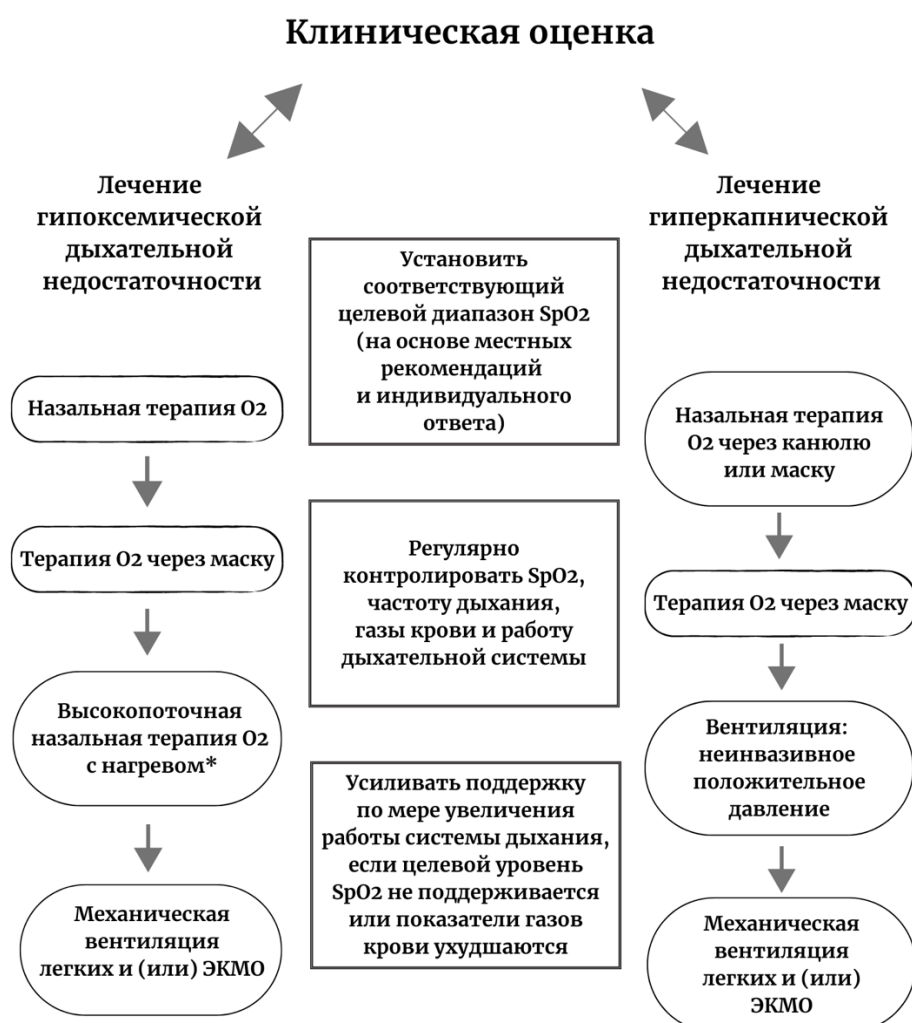 Клиническая оценка
Лечение
гипоксемической
дыхательной
недостаточности
Назальная терапия O2
Терапия O2 через маску
Высокопоточная
назальная терапия O2
с нагревом*
Механическая
вентиляция
легких и (или) ЭКМО
Установить
соответствующий
целевой диапазон SpO2
(на основе местных
рекомендаций
и индивидуального
ответа)
Регулярно
контролировать SpO2,
частоту дыхания,
газы крови и работу
дыхательной системы
Усиливать поддержку
по мере увеличения
работы системы дыхания,
если целевой уровень
SpO2 не поддерживается
или показатели газов
крови ухудшаются
Лечение
гиперкапнической
дыхательной
недостаточности
Назальная терапия
O2 через канюлю
или маску
Терапия O2 через маску
Вентиляция:
неинвазивное
положительное
давление
Механическая
вентиляция
легких и (или)
ЭКМО